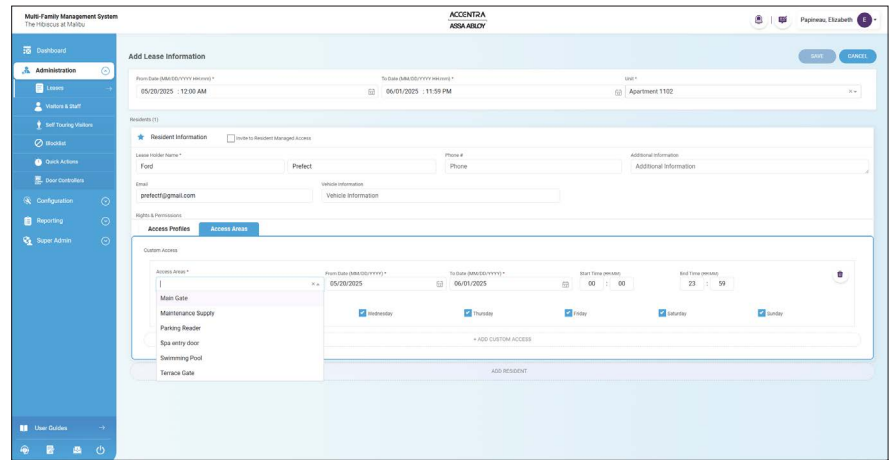 Multi-Family Management System
The Hibiscus at Malibu
ACCENTRA
ASSA ABLOY
Papineau, Elizabeth E
Dashboard
Administration
Leases
Visitors & Staff
Self Touring Visitors
Blocklist
Quick Actions
Door Controllers
Configuration
Reporting
Super Admin
User Guides
Add Lease Information
SAVE CANCEL
From Date (MM/DD/YYYY HH:mm) * To Date (MM/DD/YYYY HH:mm) * Unit *
05/20/2025 : 12:00 AM 06/01/2025 : 11:59 PM Apartment 1102
Residents (1)
Resident Information Invite to Resident Managed Access
Lease Holder Name * Phone # Additional Information
Ford Prefect Phone Additional Information
Email Vehicle Information
prefectf@gmail.com Vehicle Information
Rights & Permissions
Access Profiles Access Areas
Custom Access
Access Areas * From Date (MM/DD/YYYY) * To Date (MM/DD/YYYY) * Start Time (HH:MM) End Time (HH:MM)
05/20/2025 06/01/2025 00 : 00 23 : 59
Main Gate
Maintenance Supply Wednesday Thursday Friday Saturday Sunday
Parking Reader
Spa entry door + ADD CUSTOM ACCESS
Swimming Pool
Terrace Gate ADD RESIDENT